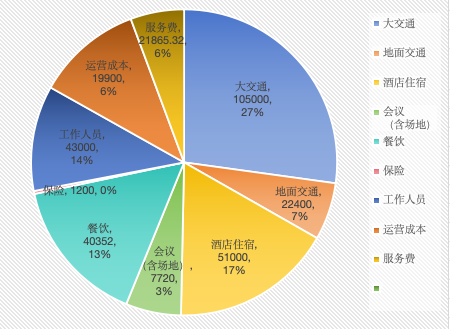 服务费,
21865.32,
6%
大交通,
105000,
27%
运营成本,
19900,
6%
工作人员,
43000,
14%
保险, 1200, 0%
地面交通,
22400,
7%
餐饮,
40352,
13%
酒店住宿,
51000,
17%
会议
(含场地) ,
7720,
3%
大交通
地面交通
酒店住宿
会议
(含场地)
餐饮
保险
工作人员
运营成本
服务费